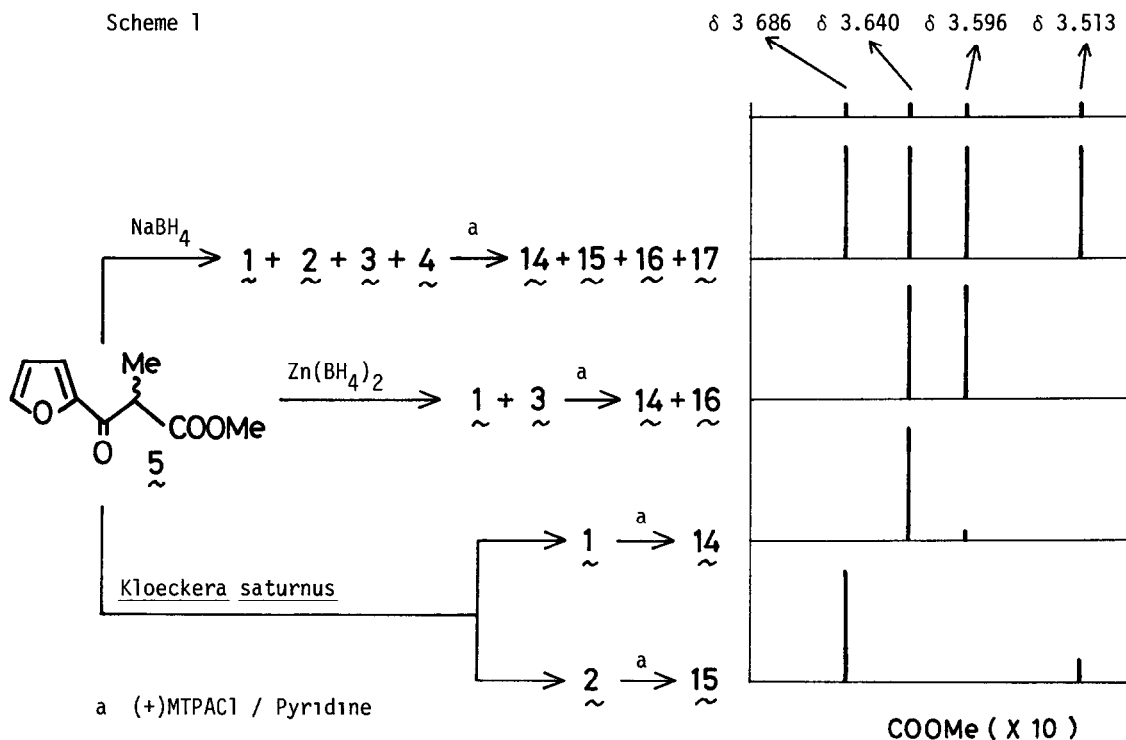 Scheme 1
δ 3 686 δ 3.640 δ 3.596 δ 3.513
NaBH4
1 + 2 + 3 + 4 a 14 + 15 + 16 + 17
Me
O
COOMe
O
5
Zn(BH4)2
1 + 3 a 14 + 16
1 a 14
Kloeckera saturnus
2 a 15
a (+)MTPACl / Pyridine
COOMe ( X 10 )